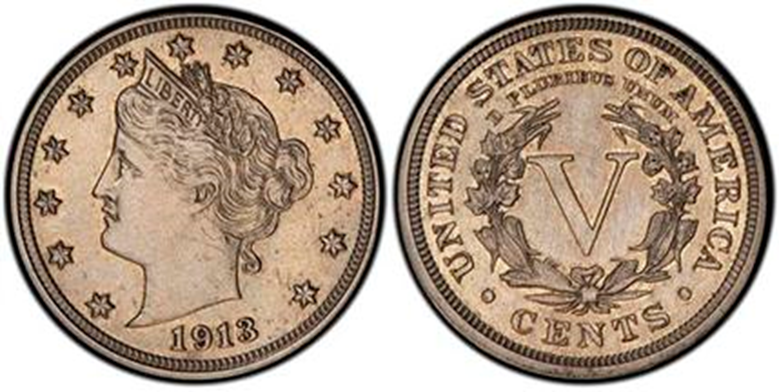 LIBERTY
1913
UNITED STATES OF AMERICA
E PLURIBUS UNUM
V
CENTS